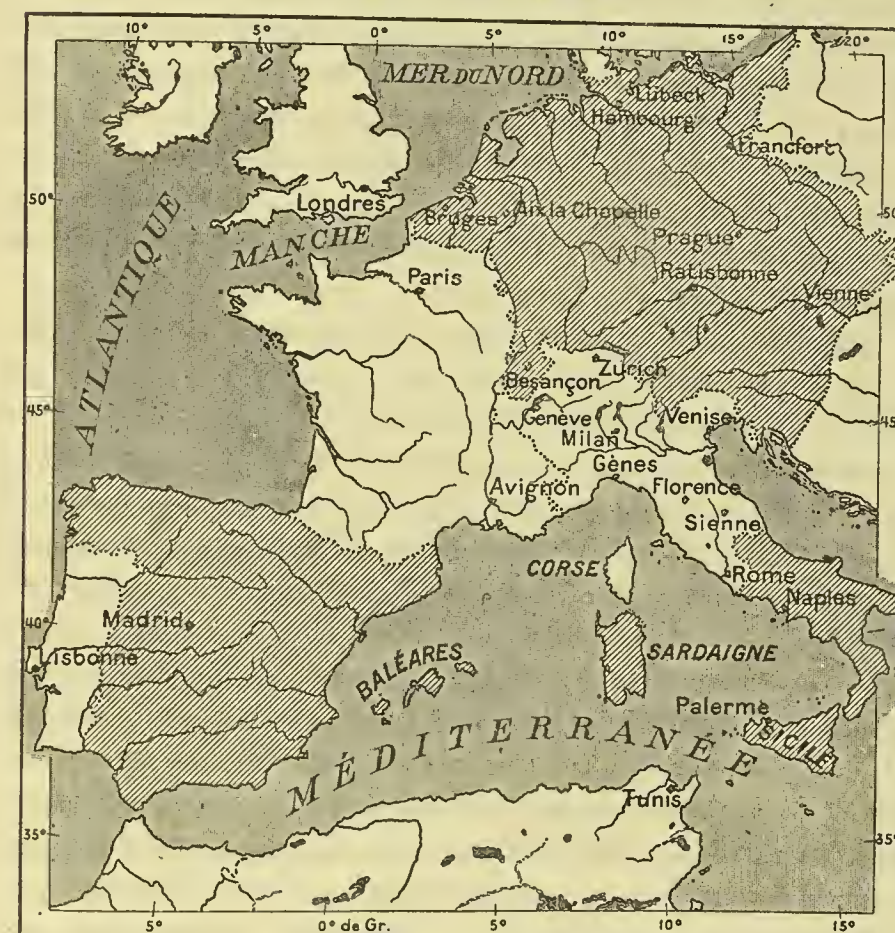 10° 5° 0° 5° 10° 15° 20°
MER DU NORD
Lübeck
Hambourg
Francfort
50°
Londres
Bruges
Aix la Chapelle
50
MANCHE
Prague
Paris
Ratisbonne
Vienne
ATLANTIQUE
Zurich
Besançon
45°
Genève
Venise
45
Milan
Gènes
Avignon
Florence
Sienne
CORSE
Rome
Naples
40°
Madrid
Lisbonne
BALÉARES
SARDAIGNE
Palerme
SICILE
MÉDITERRANÉE
Tunis
35°
35°
5° 0° de Gr. 5° 10° 15°